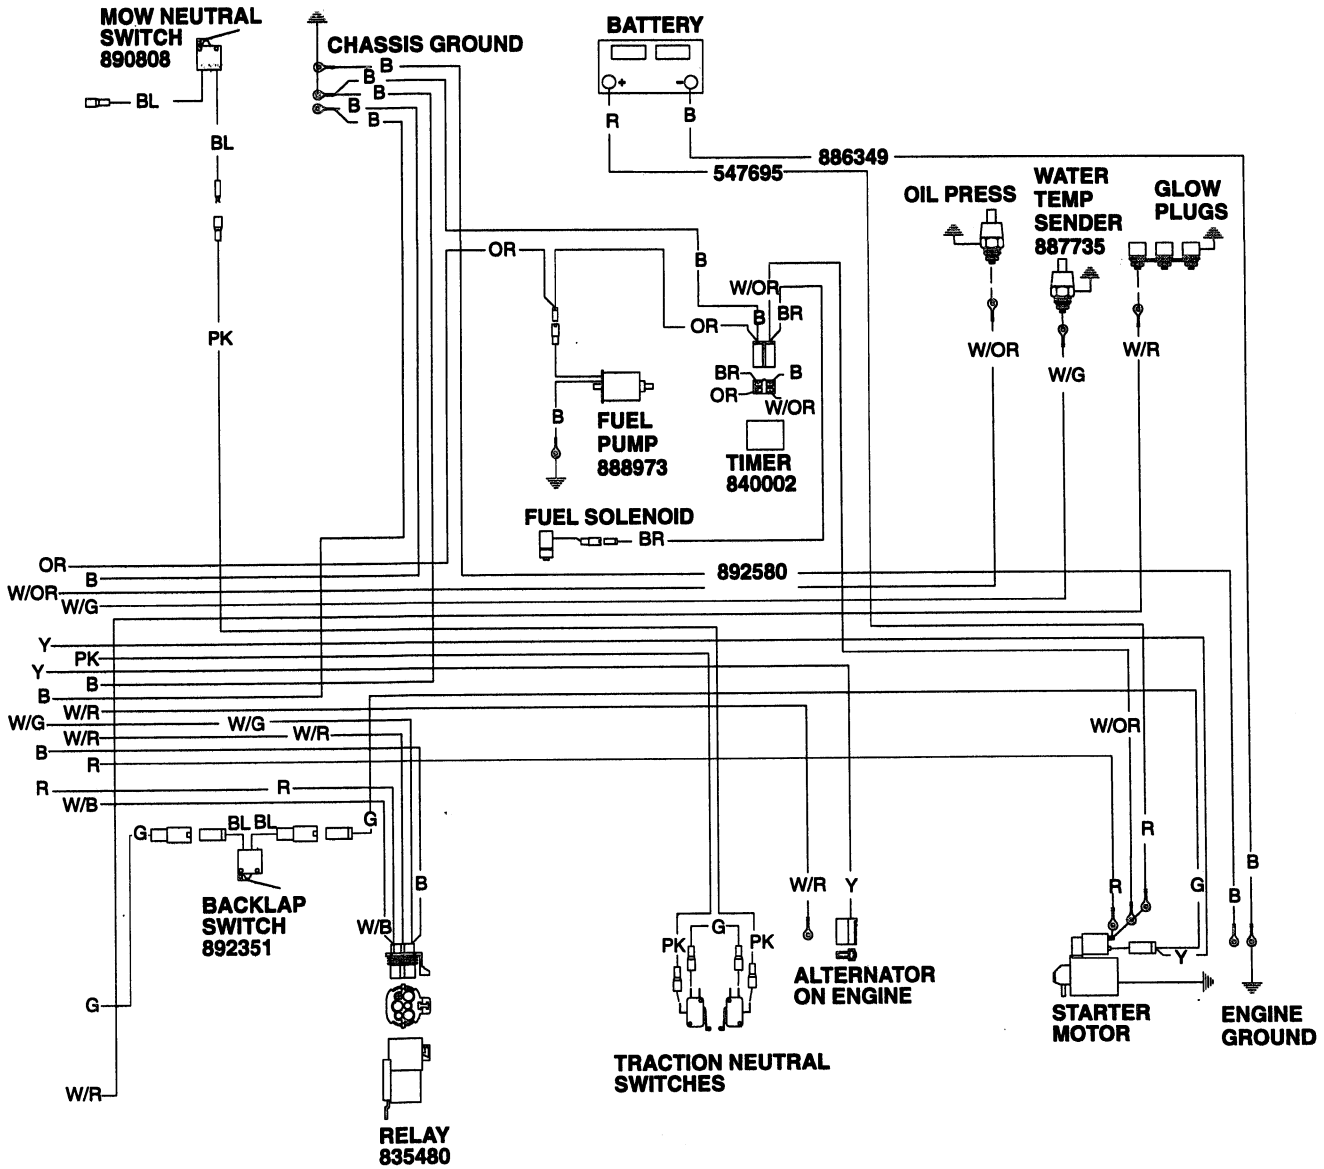 MOW NEUTRAL
SWITCH
890808
BL
BL
PK
CHASSIS GROUND
B
B
B
B
B
BATTERY
+
-
R
B
886349
547695
OIL PRESS
WATER
TEMP
SENDER
887735
GLOW
PLUGS
W/OR
W/G
W/R
OR
B
W/OR
OR
B
BR
BR
B
OR
W/OR
TIMER
840002
B
FUEL
PUMP
888973
FUEL SOLENOID
BR
892580
OR
B
W/OR
W/G
Y
PK
Y
B
B
W/R
W/G
W/G
W/R
W/R
B
R
R
R
W/B
G
BL
BL
G
BACKLAP
SWITCH
892351
B
W/B
G
W/R
RELAY
835480
PK
G
PK
TRACTION NEUTRAL
SWITCHES
W/R
Y
ALTERNATOR
ON ENGINE
W/OR
R
R
G
Y
STARTER
MOTOR
B
B
ENGINE
GROUND